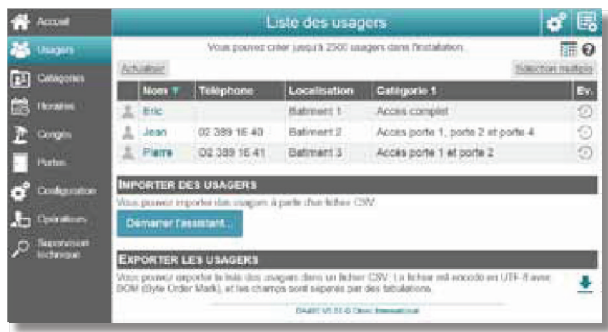 Accueil
Liste des usagers
Usagers
Vous pouvez créer jusqu'à 2500 usagers dans l'installation.
Actualiser
Sélection multiple
Catégories
Nom Téléphone Localisation Catégorie 1 Ev.
Horaires
Eric Batiment 1 Accès complet
Congés
Jean 02 389 16 40 Batiment 2 Accès porte 1, porte 2 et porte 4
Portes
Pierre 02 389 16 41 Batiment 3 Accès porte 1 et porte 2
Configuration
IMPORTER DES USAGERS
Vous pouvez importer des usagers à partir d'un fichier CSV.
Opérateurs
Démarrer l'assistant...
Supervision
technique
EXPORTER LES USAGERS
Vous pouvez exporter la liste des usagers dans un fichier CSV. Le fichier est encodé en UTF-8 avec
BOM (Byte Order Mark), et les champs sont séparés par des tabulations.
International